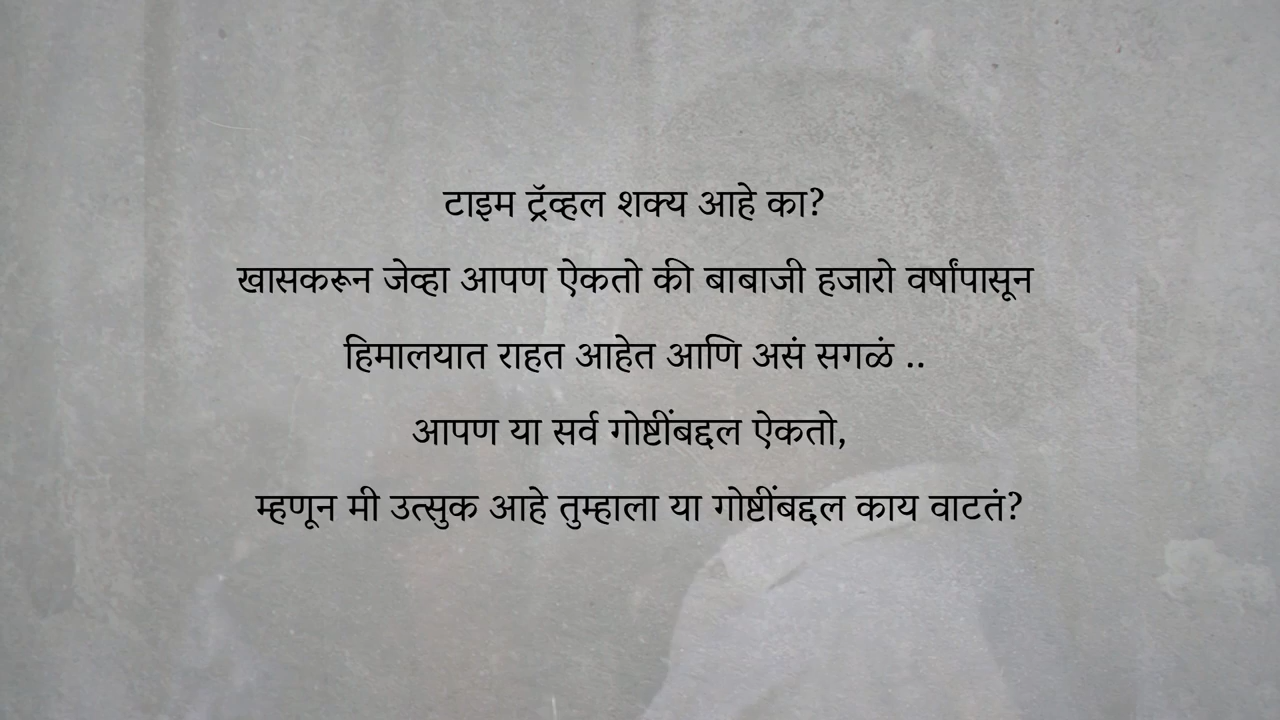 टाइम ट्रॅव्हल शक्य आहे का?
खासकरून जेव्हा आपण ऐकतो की बाबाजी हजारो वर्षांपासून
हिमालयात राहत आहेत आणि असं सगळं ..
आपण या सर्व गोष्टींबद्दल ऐकतो,
म्हणून मी उत्सुक आहे तुम्हाला या गोष्टींबद्दल काय वाटतं?